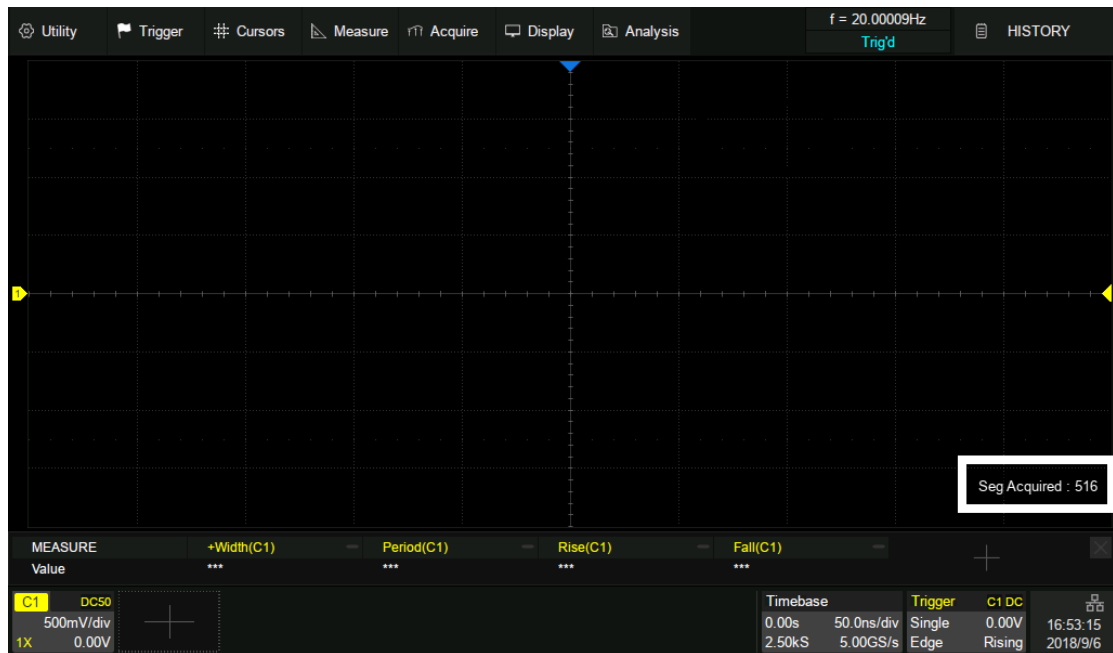 Utility Trigger Cursors Measure Acquire Display Analysis f = 20.00009Hz HISTORY
Trig'd
1
Seg Acquired : 516
MEASURE +Width(C1) Period(C1) Rise(C1) Fall(C1)
Value *** *** *** ***
C1 DC50 Timebase Trigger C1 DC
500mV/div 0.00s 50.0ns/div Single 0.00V 16:53:15
1X 0.00V 2.50kS 5.00GS/s Edge Rising 2018/9/6